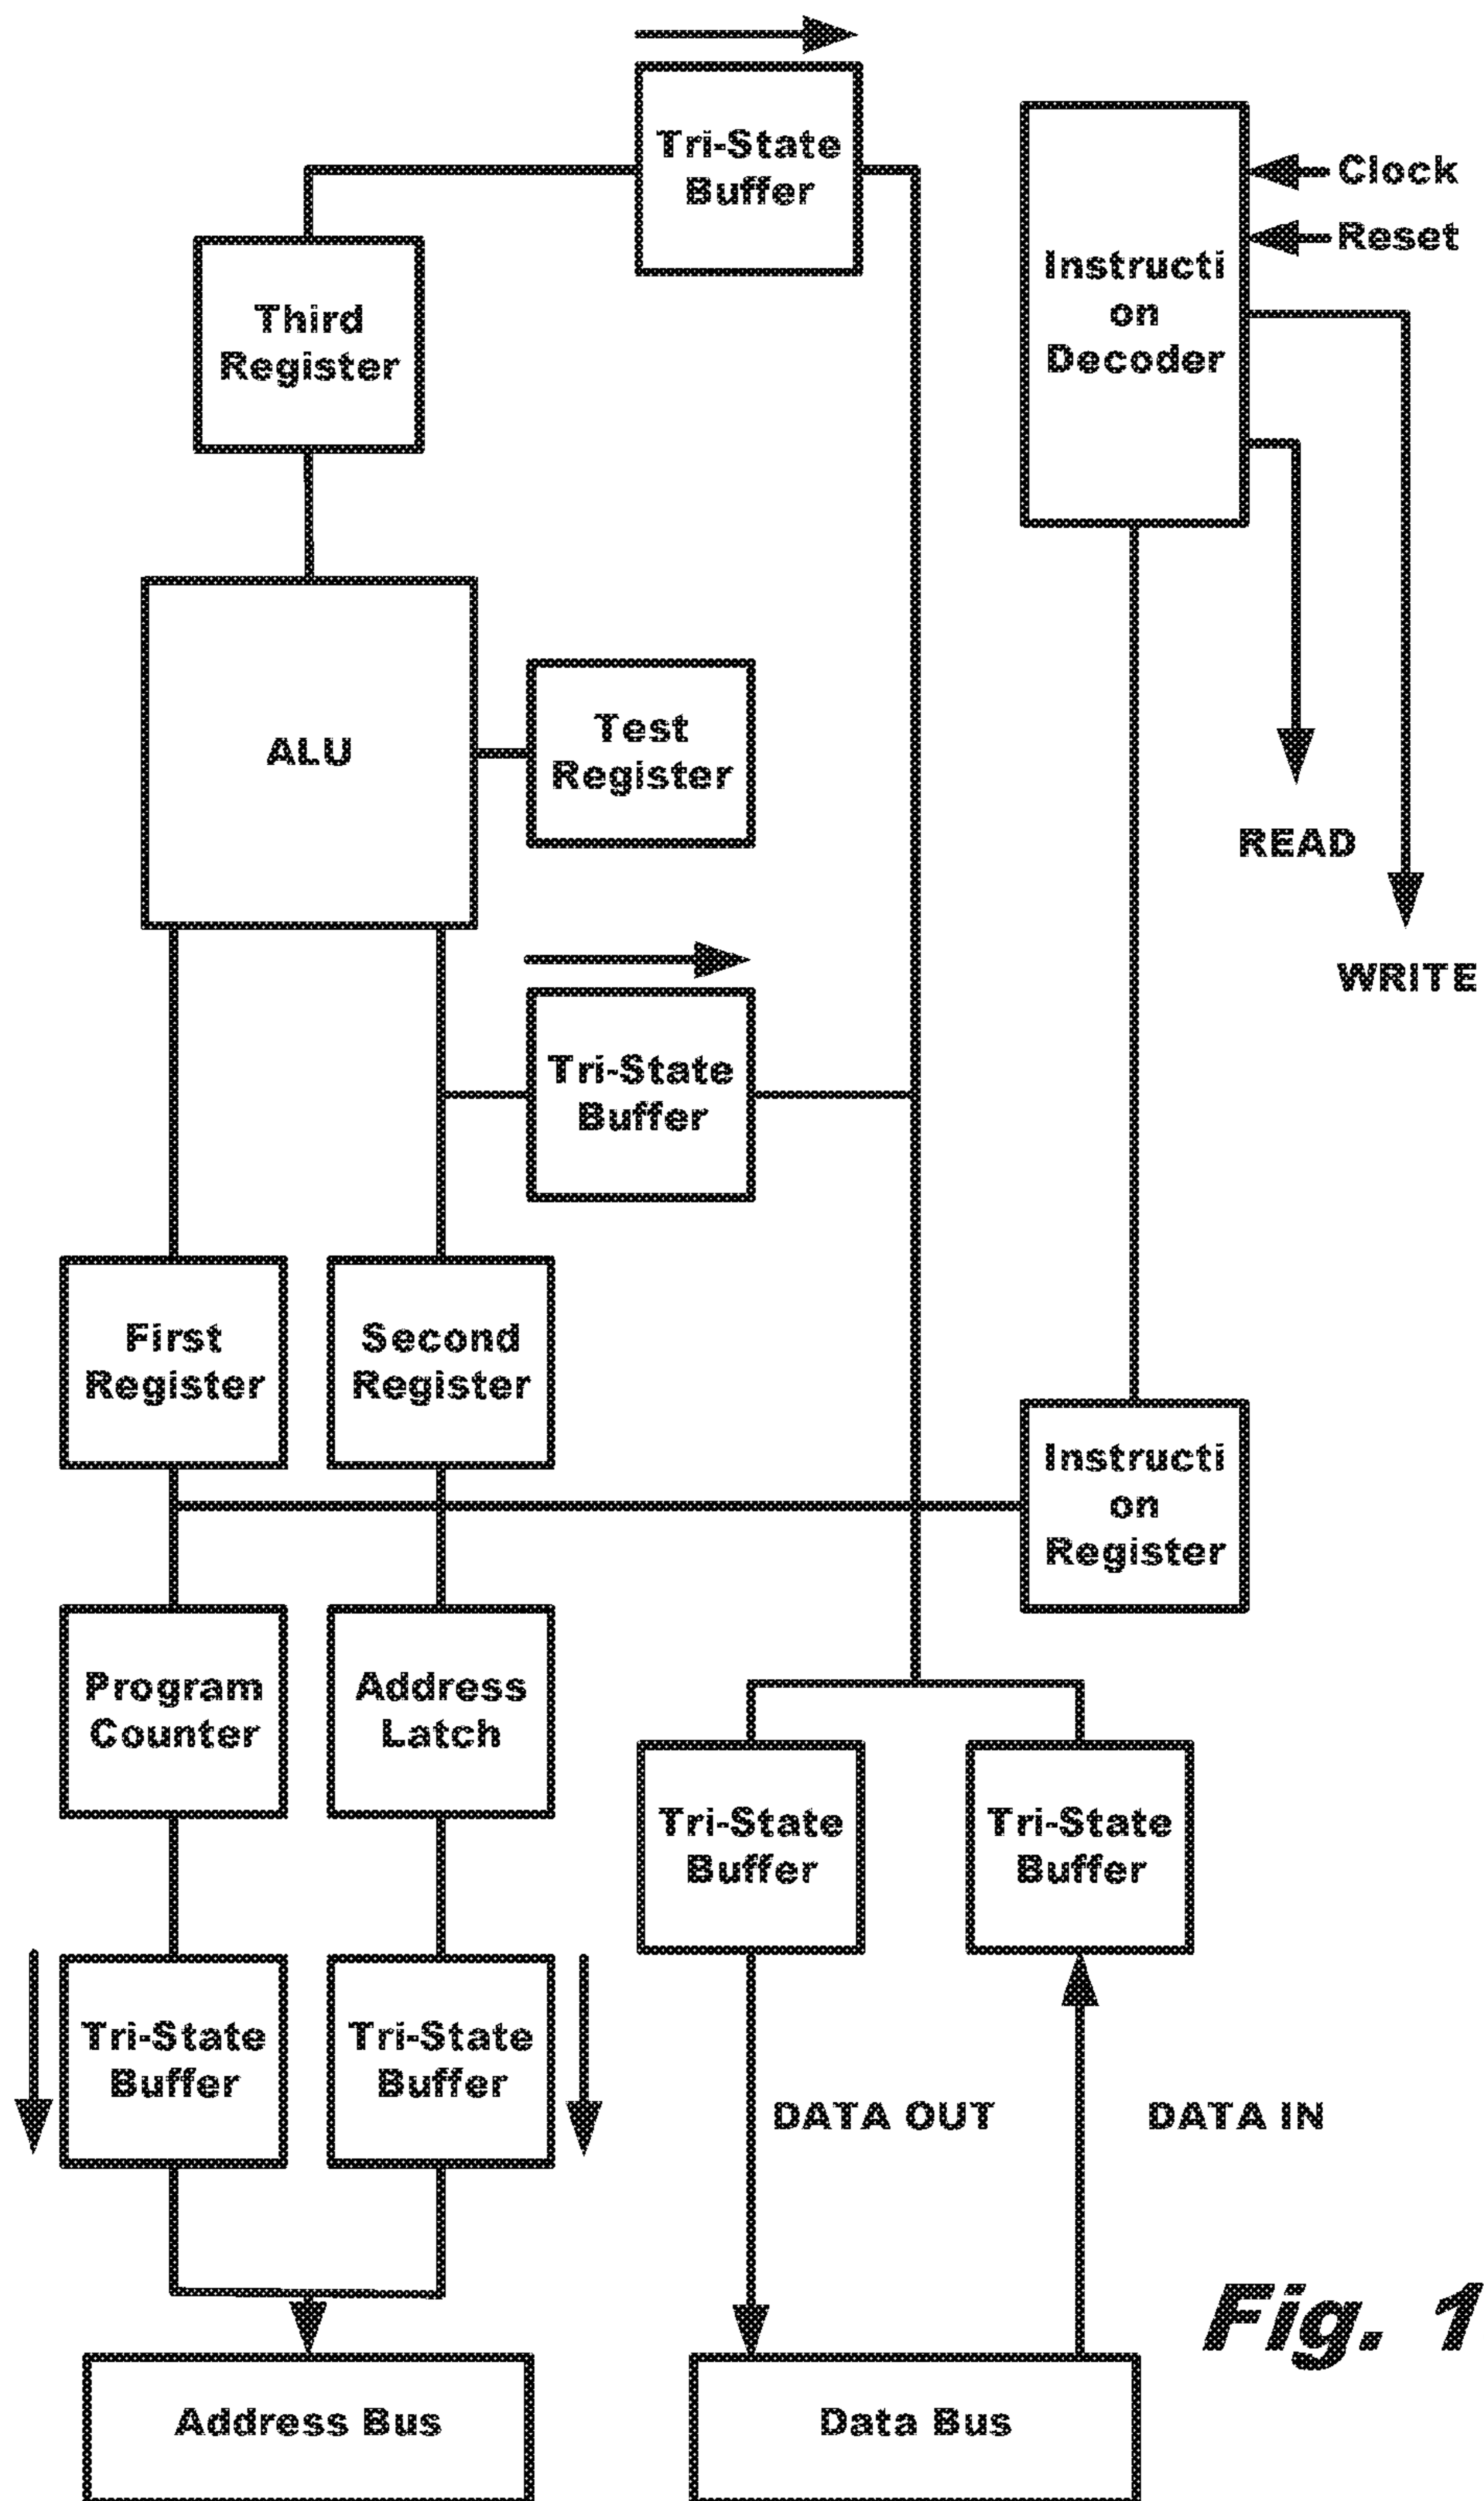 Tri-State
Buffer
Clock
Reset
Instructi
on
Decoder
Third
Register
ALU
Test
Register
READ
WRITE
Tri-State
Buffer
First
Register
Second
Register
Instructi
on
Register
Program
Counter
Address
Latch
Tri-State
Buffer
Tri-State
Buffer
Tri-State
Buffer
Tri-State
Buffer
DATA OUT
DATA IN
Fig. 1
Address Bus
Data Bus